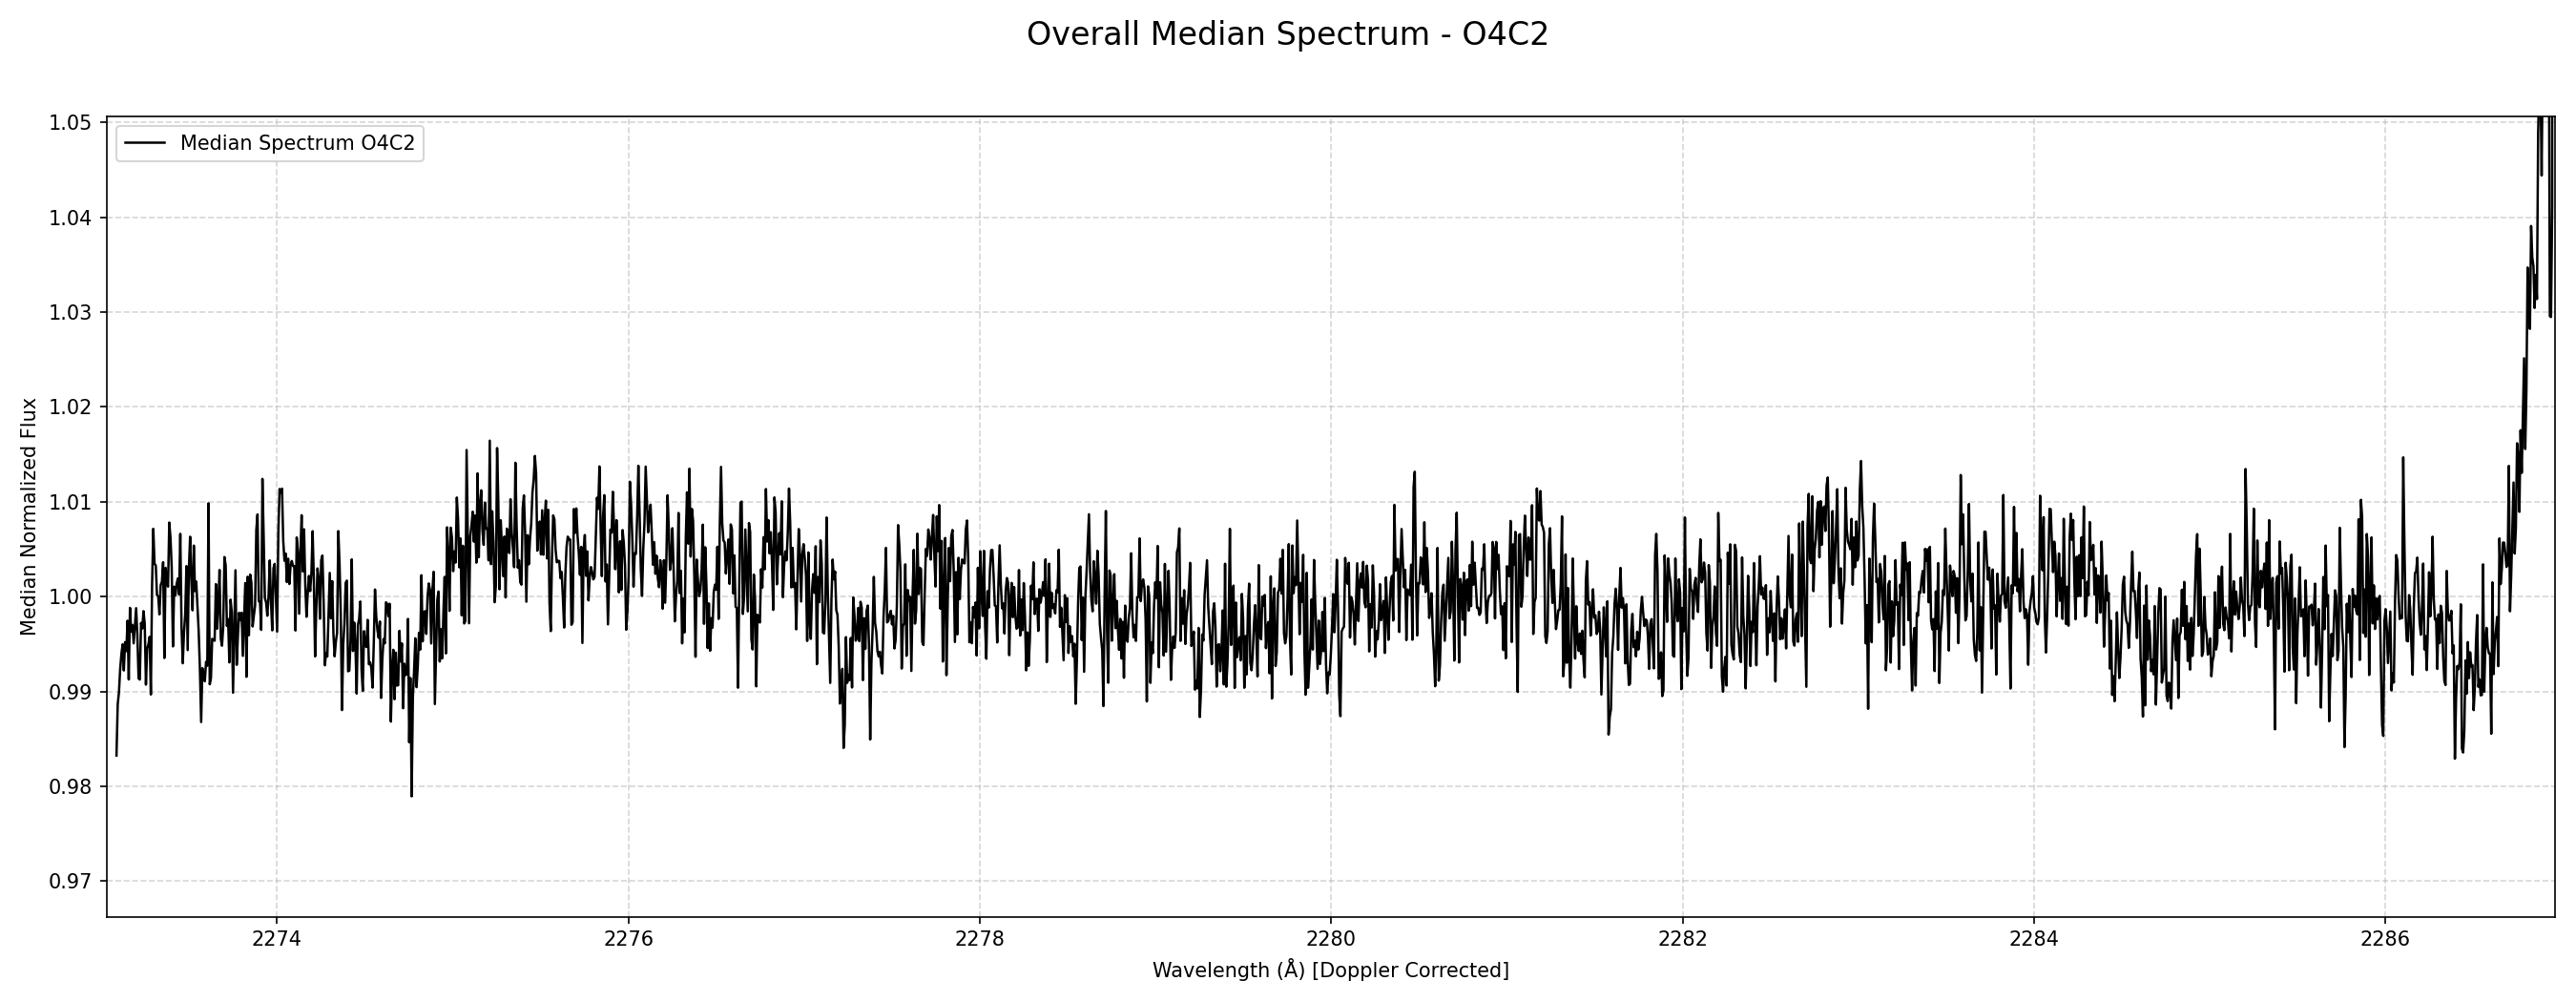 Overall Median Spectrum - O4C2
Median Spectrum O4C2
Median Normalized Flux
1.05
1.04
1.03
1.02
1.01
1.00
0.99
0.98
0.97
2274 2276 2278 2280 2282 2284 2286
Wavelength (Å) [Doppler Corrected]